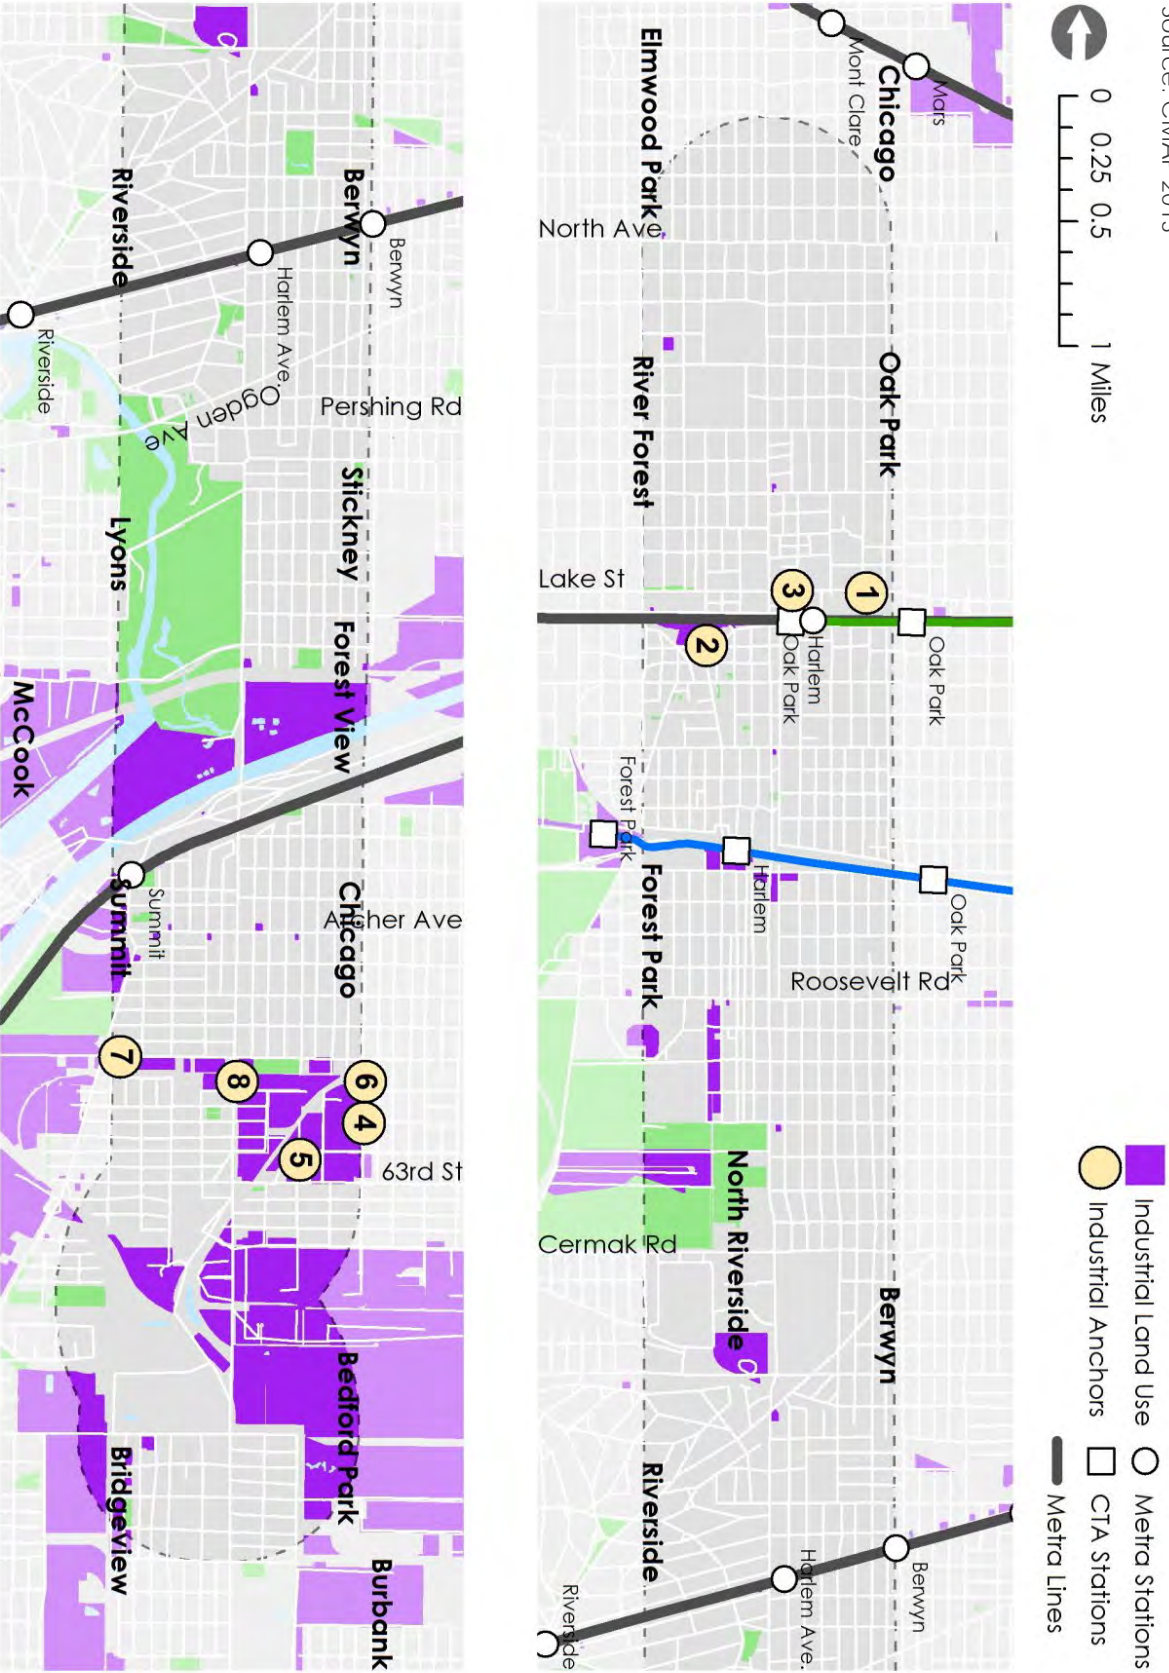 Source: CMAP 2013
0 0.25 0.5 1 Miles
Industrial Land Use
Industrial Anchors
Metra Stations
CTA Stations
Metra Lines
Mont Clare
Mars
Chicago
Elmwood Park
North Ave
River Forest
Oak Park
Lake St
1
2
3
Oak Park
Harlem
Oak Park
Forest Park
Harlem
Oak Park
Forest Park
Roosevelt Rd
North Riverside
Cermak Rd
Berwyn
Riverside
Berwyn
Harlem Ave.
Riverside
Riverside
Berwyn
Berwyn
Harlem Ave.
Riverside
Ogden Ave
Pershing Rd
Lyons
Stickney
Forest View
McCook
Summit
Summit
Chicago
Archer Ave
7
8
6
4
5
63rd St
Bedford Park
Bridgeview
Burbank